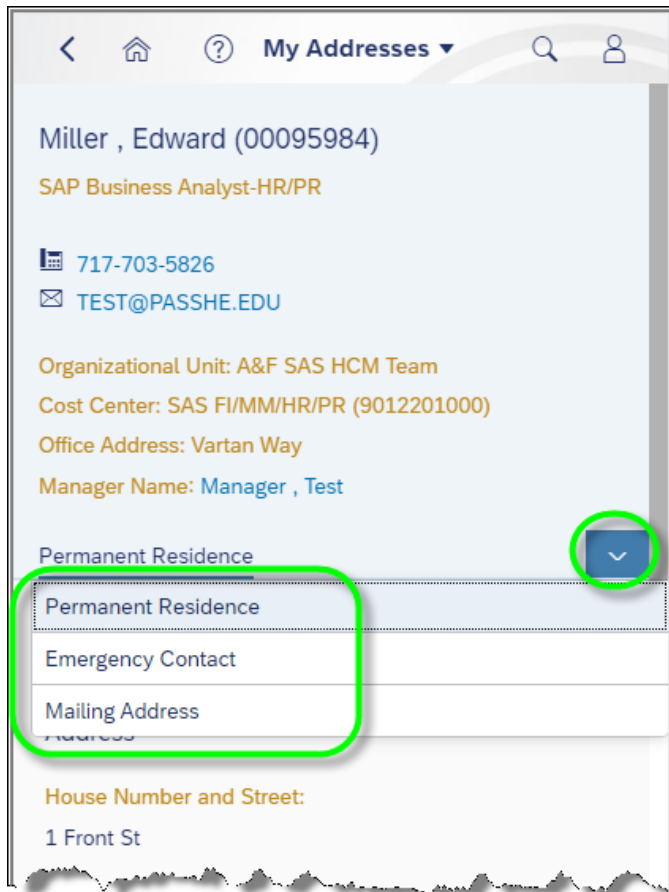 My Addresses
Miller , Edward (00095984)
SAP Business Analyst-HR/PR
717-703-5826
TEST@PASSHE.EDU
Organizational Unit: A&F SAS HCM Team
Cost Center: SAS FI/MM/HR/PR (9012201000)
Office Address: Vartan Way
Manager Name: Manager , Test
Permanent Residence
Permanent Residence
Emergency Contact
Mailing Address
Address
House Number and Street:
1 Front St